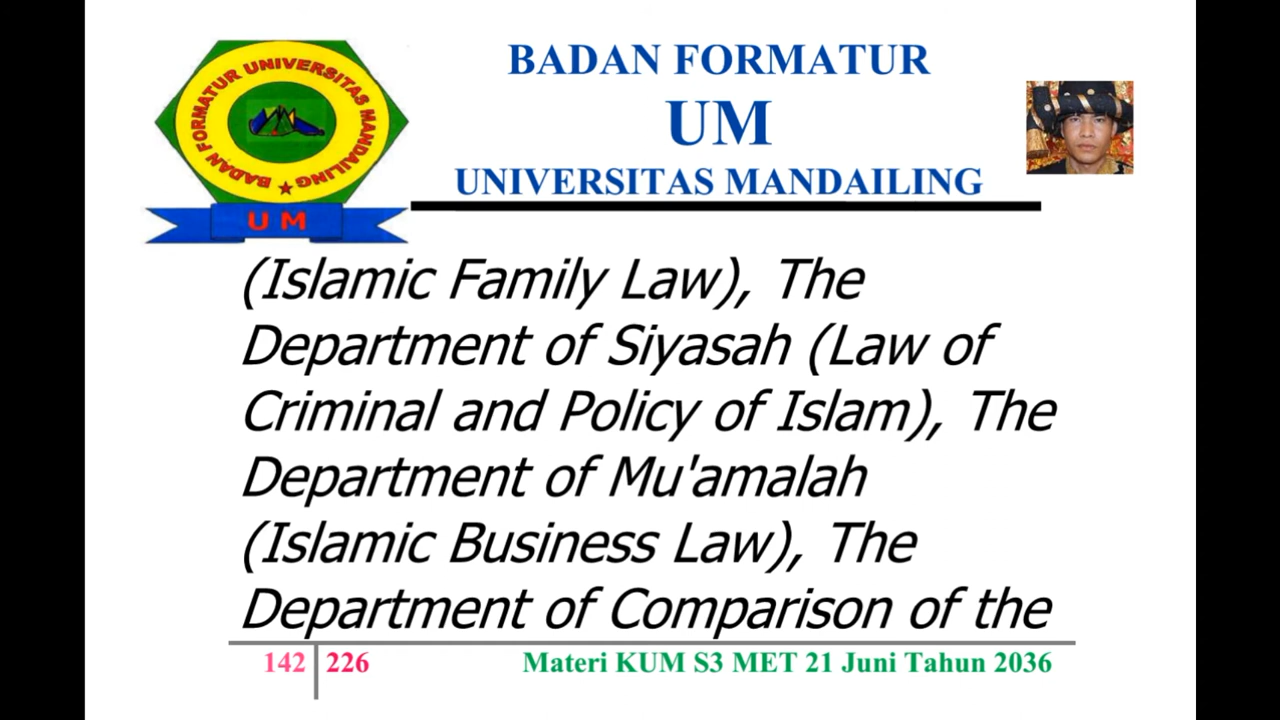 BADAN FORMATUR UNIVERSITAS MANDAILING
UM
BADAN FORMATUR
UM
UNIVERSITAS MANDAILING
(Islamic Family Law), The
Department of Siyasah (Law of
Criminal and Policy of Islam), The
Department of Mu'amalah
(Islamic Business Law), The
Department of Comparison of the
142 226 Materi KUM S3 MET 21 Juni Tahun 2036